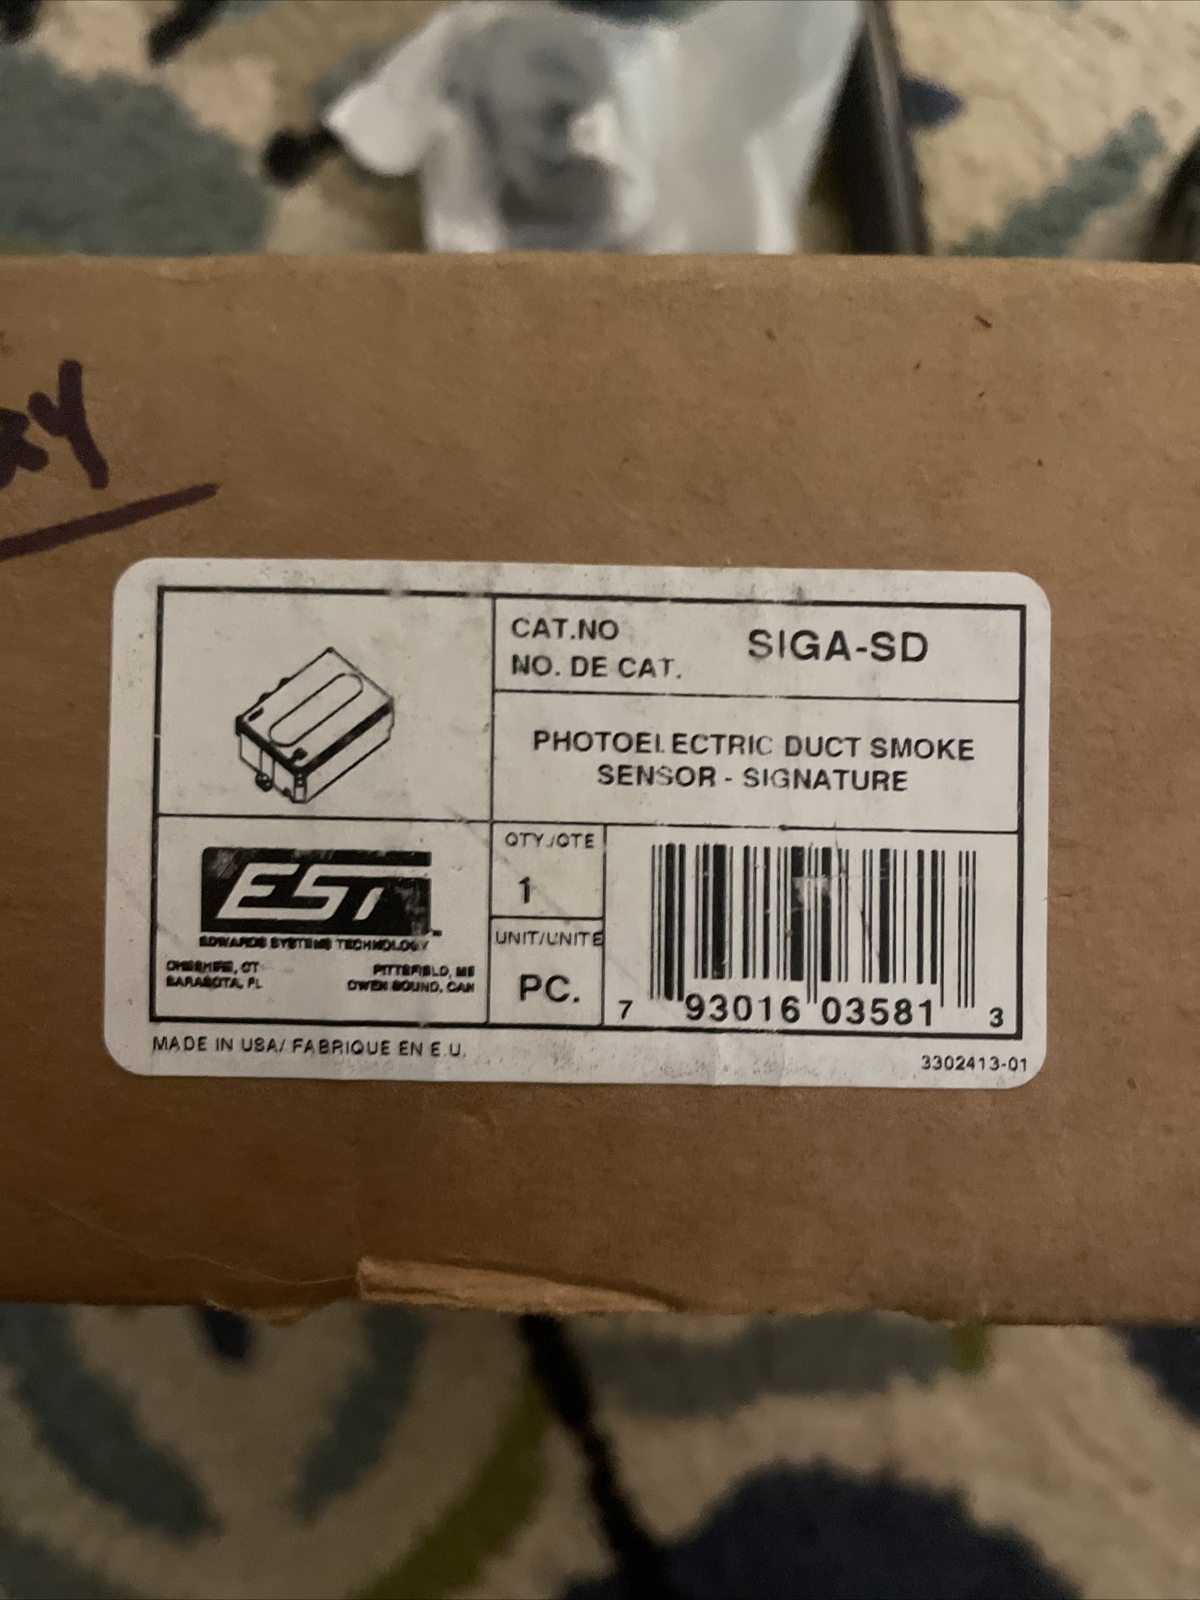 CAT.NO
NO. DE CAT.
SIGA-SD
PHOTOELECTRIC DUCT SMOKE
SENSOR - SIGNATURE
EST
EDWARDS SYSTEMS TECHNOLOGY
CHESHIRE, CT
SARASOTA, FL
PITTSFIELD, ME
OWEN SOUND, CAN
QTY./QTE
1
UNIT/UNITE
PC.
7 93016 03581 3
MADE IN USA/ FABRIQUE EN E.U.
3302413-01